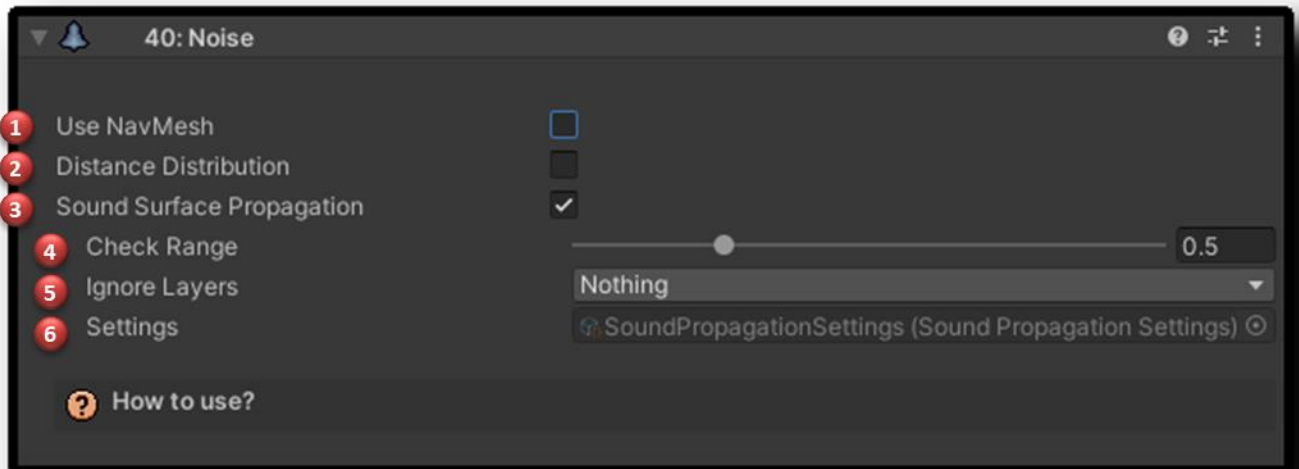 40: Noise
1 Use NavMesh
2 Distance Distribution
3 Sound Surface Propagation
4 Check Range 0.5
5 Ignore Layers Nothing
6 Settings SoundPropagationSettings (Sound Propagation Settings)
How to use?